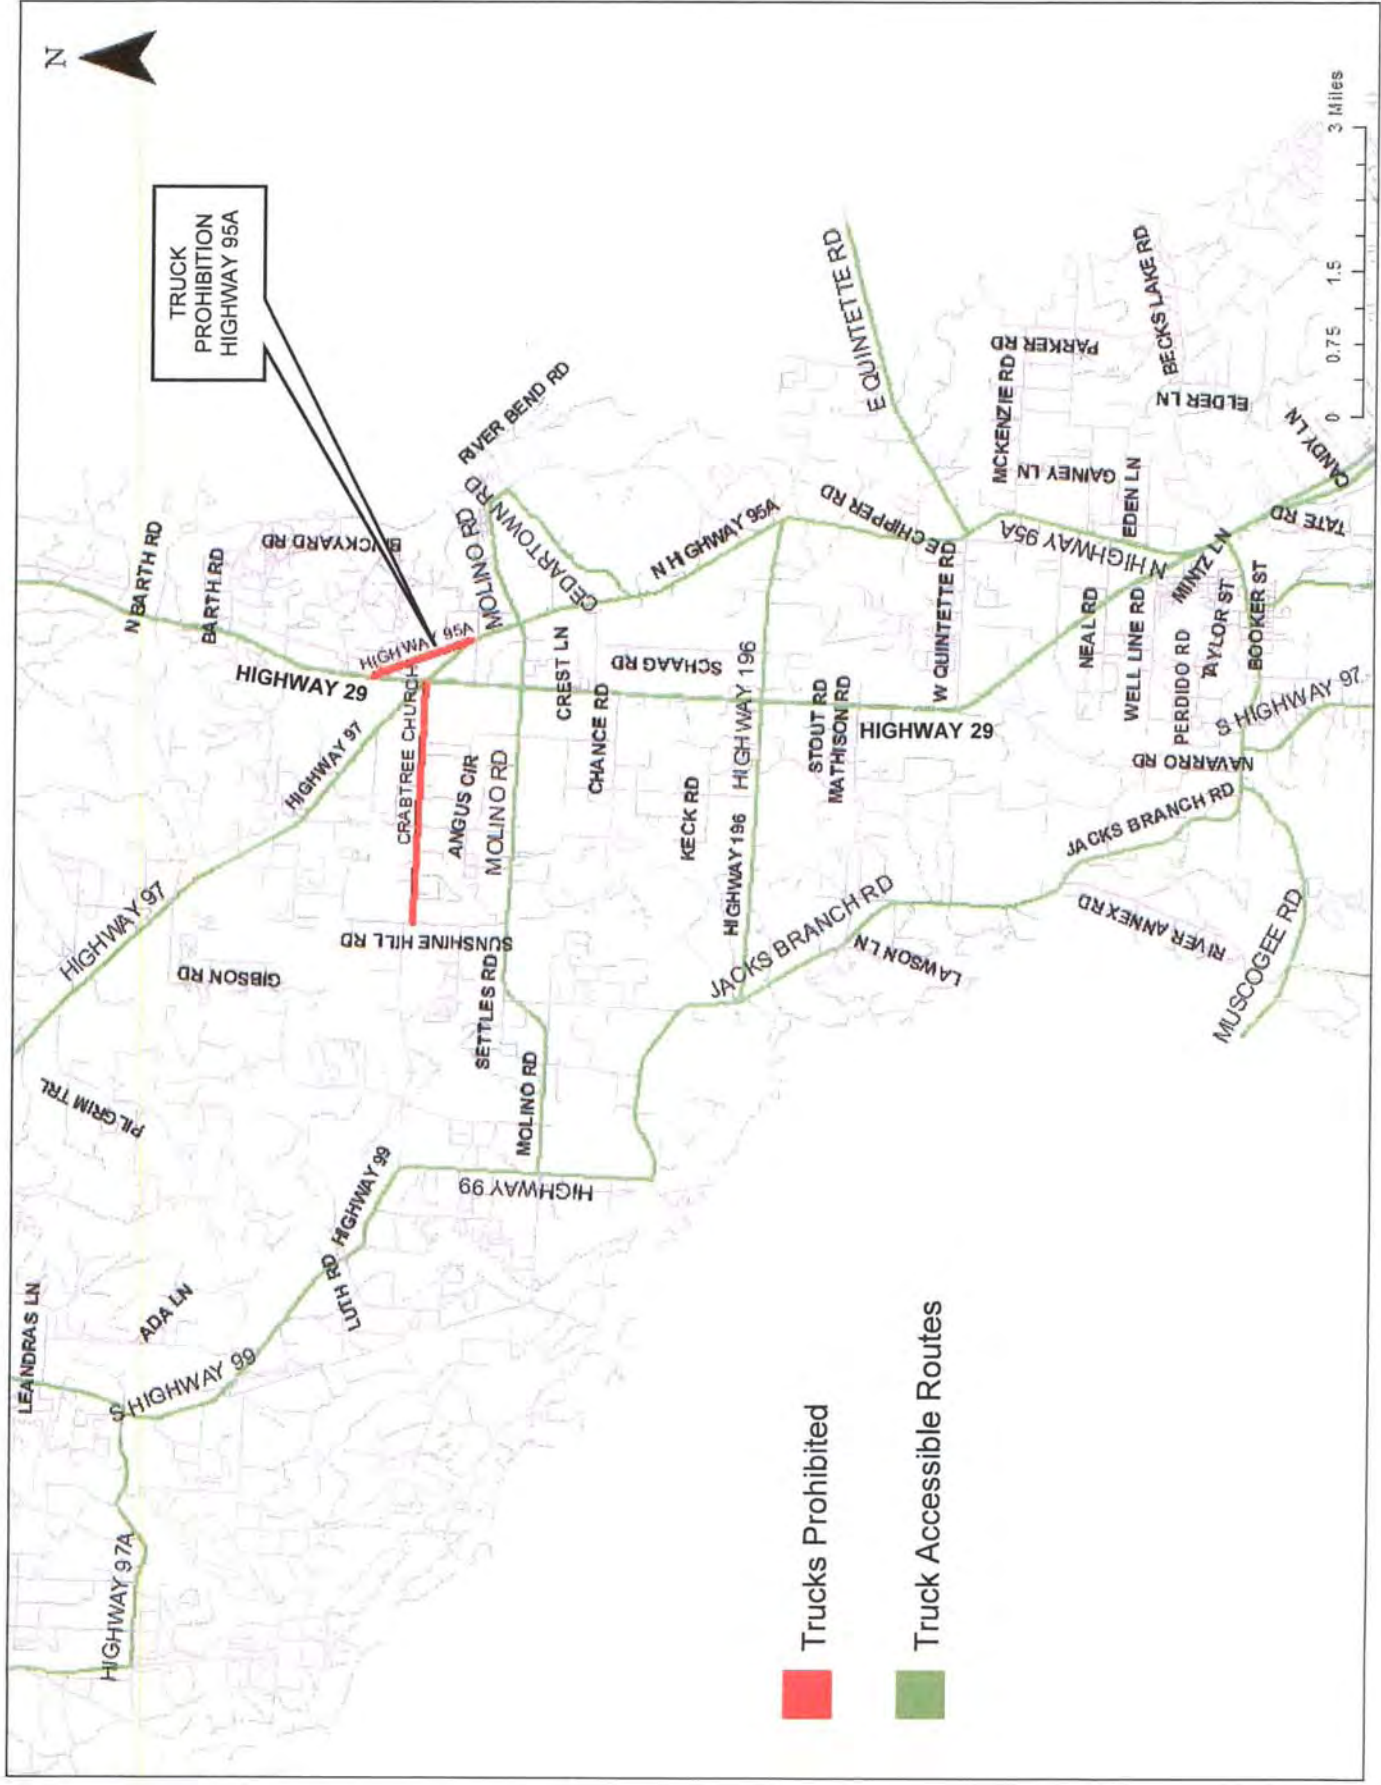 N
TRUCK
PROHIBITION
HIGHWAY 95A
N BARTH RD
BARTH RD
BRICKYARD RD
HIGHWAY 95A
HIGHWAY 29
HIGHWAY 97
HIGHWAY 97
CRABTREE CHURCH
MOLINO RD
RIVER BEND RD
CEDARTOWN RD
N HIGHWAY 95A
CREST LN
SCHAAG RD
CHANCE RD
ANGUS CIR
MOLINO RD
SUNSHINE HILL RD
GIBSON RD
SETTLES RD
MOLINO RD
PILGRIM TRL
HIGHWAY 99
HIGHWAY 99
LUTH RD
ADA LN
LEANDRAS LN
S HIGHWAY 99
HIGHWAY 97A
KECK RD
HIGHWAY 196
HIGHWAY 196
STOUT RD
MATHISON RD
HIGHWAY 29
W QUINTETTE RD
E QUINTETTE RD
E CHIPPER RD
JACKS BRANCH RD
LAWSON LN
JACKS BRANCH RD
RIVER ANNEX RD
MUSCOGEE RD
NAVARRO RD
S HIGHWAY 97
PERDIDO RD
TAYLOR ST
BOOKER ST
WELL LINE RD
NEAL RD
MINTZ LN
N HIGHWAY 95A
EDEN LN
GAINEY LN
MCKENZIE RD
PARKER RD
BECKS LAKE RD
ELDER LN
CANDY LN
TATE RD
0 0.75 1.5 3 Miles
Trucks Prohibited
Truck Accessible Routes